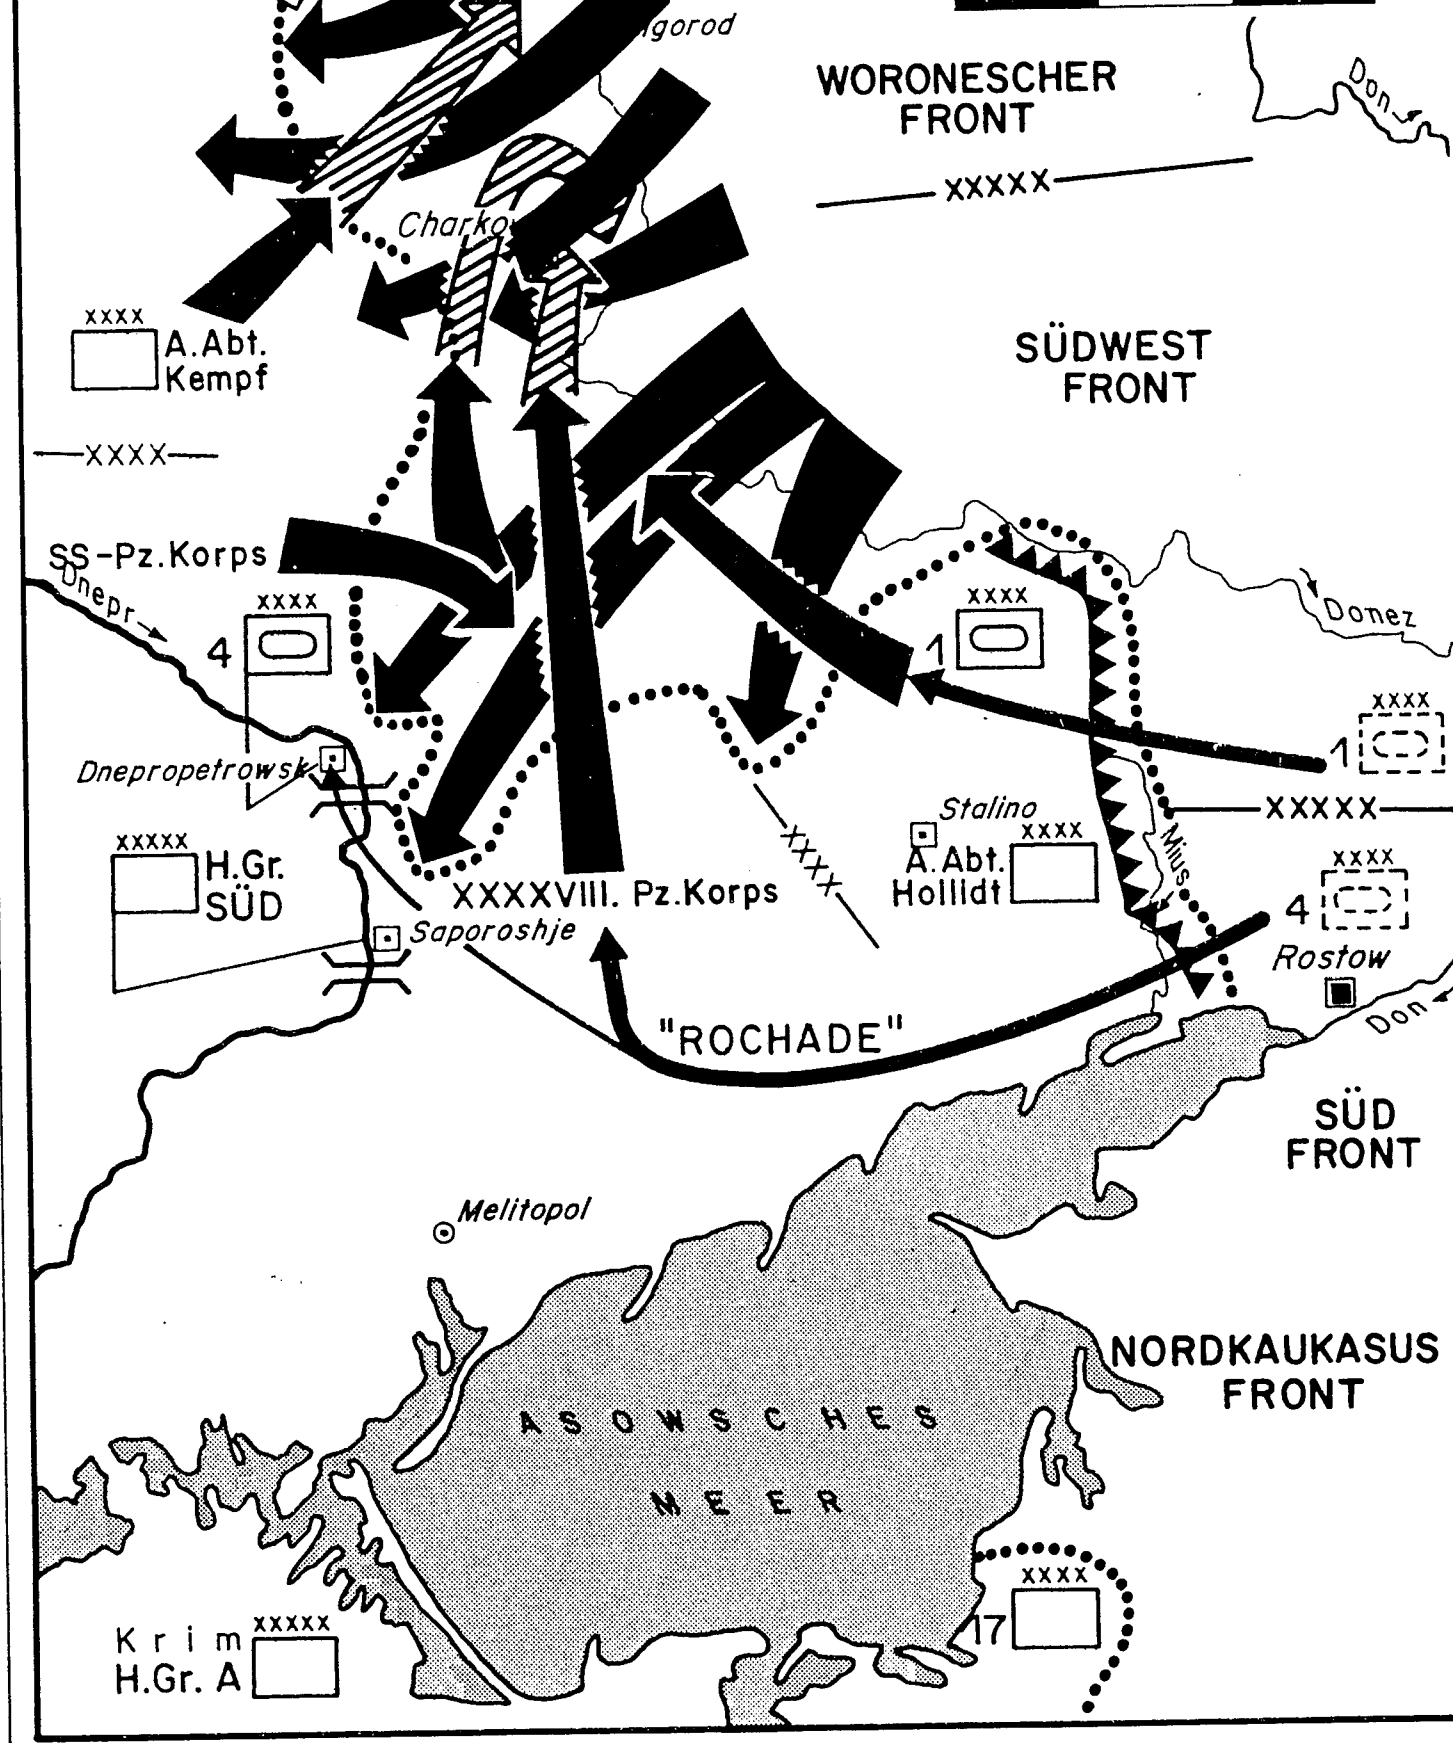 lgorod
WORONESCHER
FRONT
Don
XXXXX
XXXX
A.Abt.
Kempf
SÜDWEST
FRONT
XXXX
SS-Pz.Korps
Dnepr
XXXX
4
XXXX
1
Donez
XXXX
1
Dnepropetrowsk
XXXXX
H.Gr.
SÜD
XXXXVIII. Pz.Korps
Saporoshje
XXXX
Stalino
XXXX
A.Abt.
Hollidt
Mius
XXXXX
XXXX
4
Rostow
Don
"ROCHADE"
SÜD
FRONT
Melitopol
NORDKAUKASUS
FRONT
ASOWSCHES
MEER
XXXX
17
Krim
XXXXX
H.Gr. A